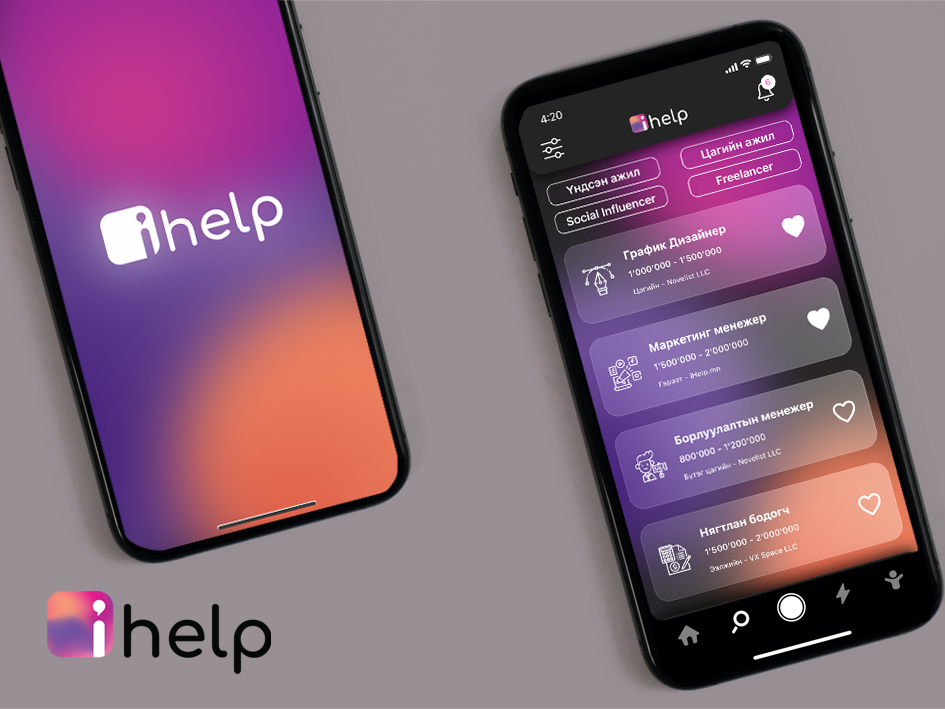 ihelp
4:20
6
ihelp
Үндсэн ажил
Цагийн ажил
Social Influencer
Freelancer
График Дизайнер
1'000'000 - 1'500'000
Цагийн - Novelist LLC
Маркетинг менежер
1'500'000 - 2'000'000
Гэрээт - iHelp.mn
Борлуулалтын менежер
800'000 - 1'200'000
Бүтэг цагийн - Novelist LLC
Нягтлан бодогч
1'500'000 - 2'000'000
Ээлжийн - VX Space LLC
ihelp